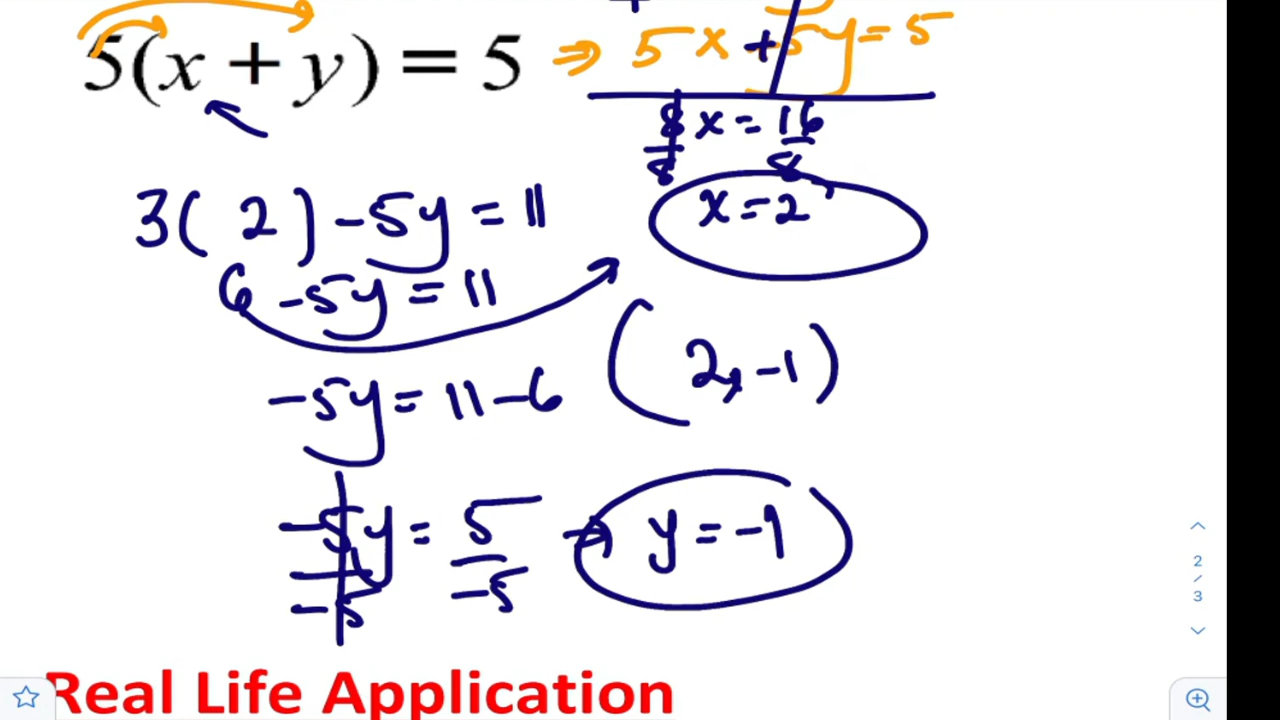 5(x + y) = 5 ⇒ 5x + 5y = 5
8x = 16
8 8
x = 2
3( 2 ) - 5y = 11
6 - 5y = 11
(2, -1)
-5y = 11 - 6
-5y = 5 ⇒ y = -1
-5 -5
2
/
3
Real Life Application